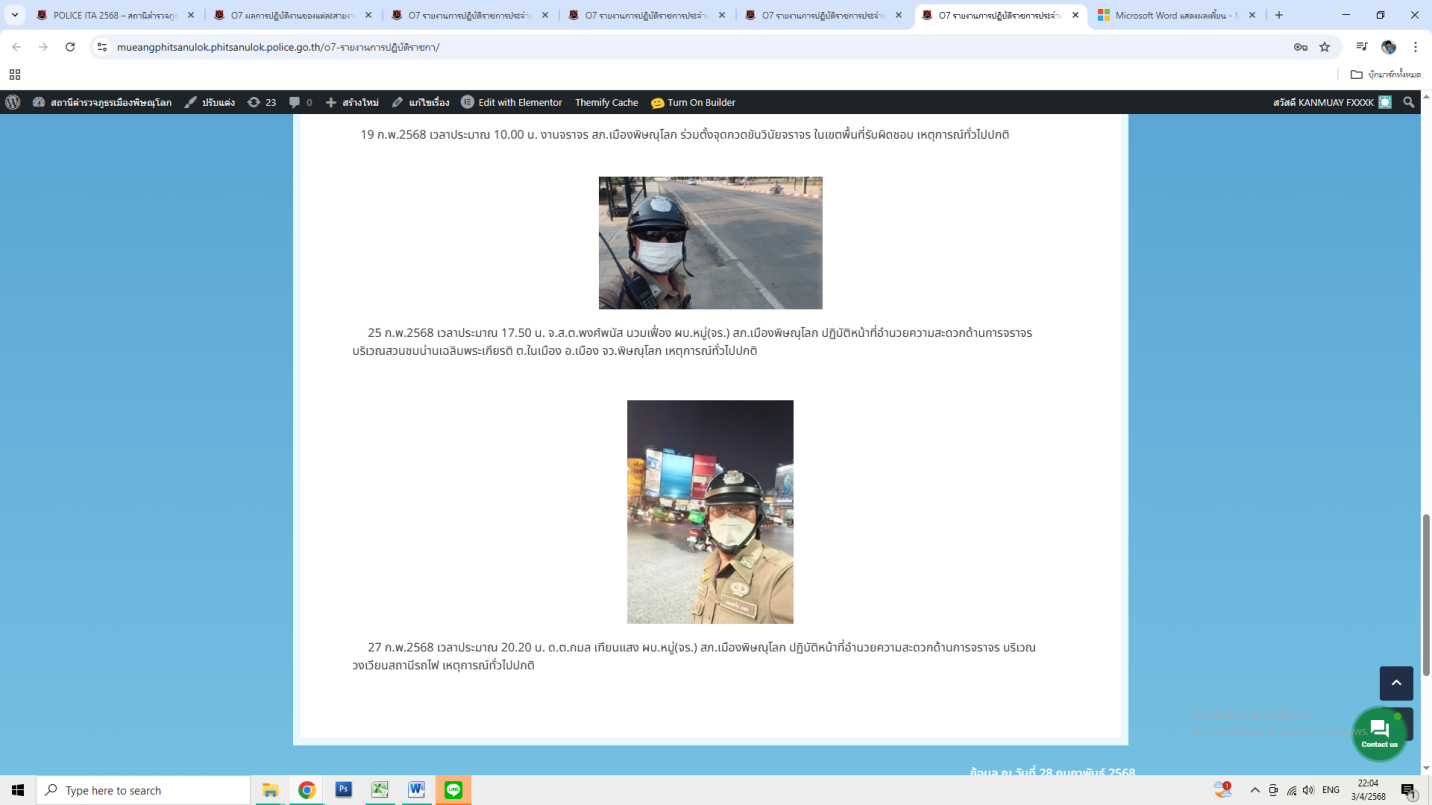 POLICE ITA 2568 – สถานีตำรวจภู
O7 ผลการปฏิบัติงานของแต่ละสายงา
O7 รายงานการปฏิบัติราชการประจำเ
O7 รายงานการปฏิบัติราชการประจำเ
O7 รายงานการปฏิบัติราชการประจำเ
O7 รายงานการปฏิบัติราชการประจำเ
Microsoft Word แสดงผลเพี้ยน - M
mueangphitsanulok.phitsanulok.police.go.th/o7-รายงานการปฏิบัติราชกา/
บุ๊กมาร์กทั้งหมด
สถานีตำรวจภูธรเมืองพิษณุโลก ปรับแต่ง 23 0 สร้างใหม่ แก้ไขเรื่อง Edit with Elementor Themify Cache Turn On Builder สวัสดี KANMUAY FXXXK
19 ก.พ.2568 เวลาประมาณ 10.00 น. งานจราจร สภ.เมืองพิษณุโลก ร่วมตั้งจุดกวดขันวินัยจราจร ในเขตพื้นที่รับผิดชอบ เหตุการณ์ทั่วไปปกติ
25 ก.พ.2568 เวลาประมาณ 17.50 น. จ.ส.ต.พงศ์พนัส นวมเฟื่อง ผบ.หมู่(จร.) สภ.เมืองพิษณุโลก ปฏิบัติหน้าที่อำนวยความสะดวกด้านการจราจร
บริเวณสวนชมน่านเฉลิมพระเกียรติ ต.ในเมือง อ.เมือง จว.พิษณุโลก เหตุการณ์ทั่วไปปกติ
27 ก.พ.2568 เวลาประมาณ 20.20 น. ด.ต.กมล เทียนแสง ผบ.หมู่(จร.) สภ.เมืองพิษณุโลก ปฏิบัติหน้าที่อำนวยความสะดวกด้านการจราจร บริเวณ
วงเวียนสถานีรถไฟ เหตุการณ์ทั่วไปปกติ
Contact us
ข้อมูล ณ วันที่ 28 กุมภาพันธ์ 2568
Type here to search
ENG
22:04
3/4/2568